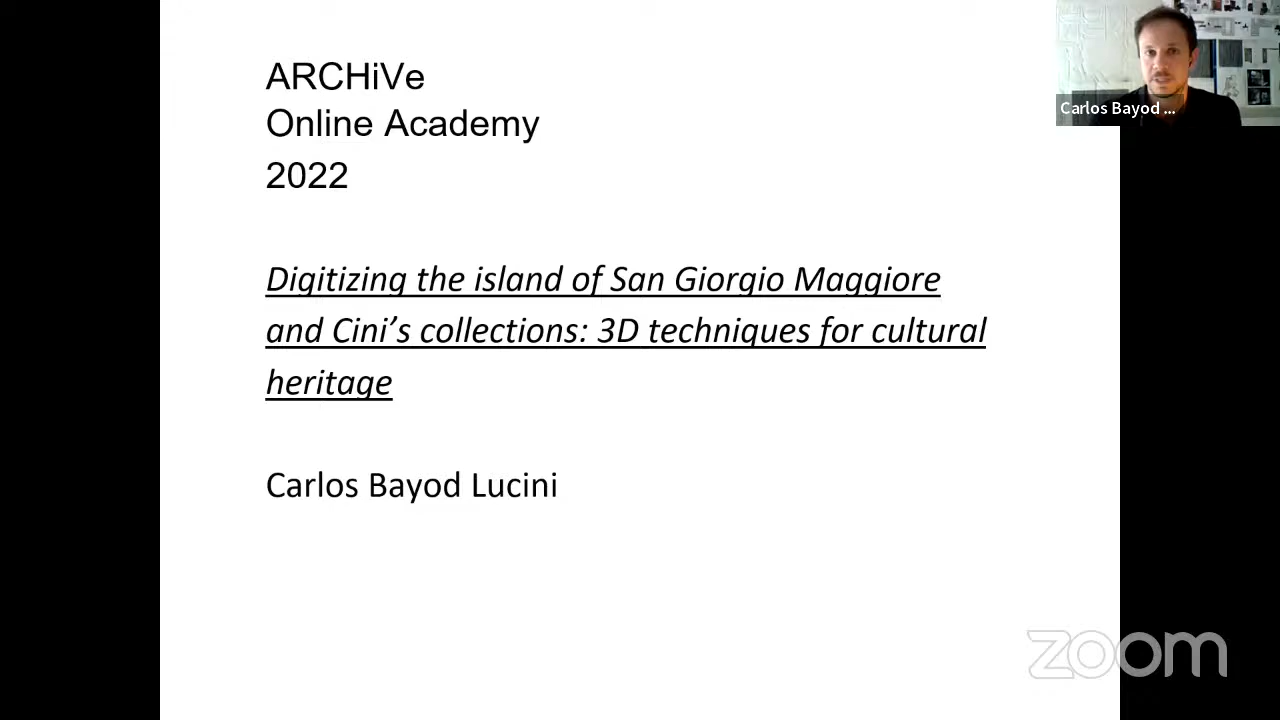 ARCHiVe
Online Academy
2022
Digitizing the island of San Giorgio Maggiore
and Cini’s collections: 3D techniques for cultural
heritage
Carlos Bayod Lucini
Carlos Bayod ...
zoom